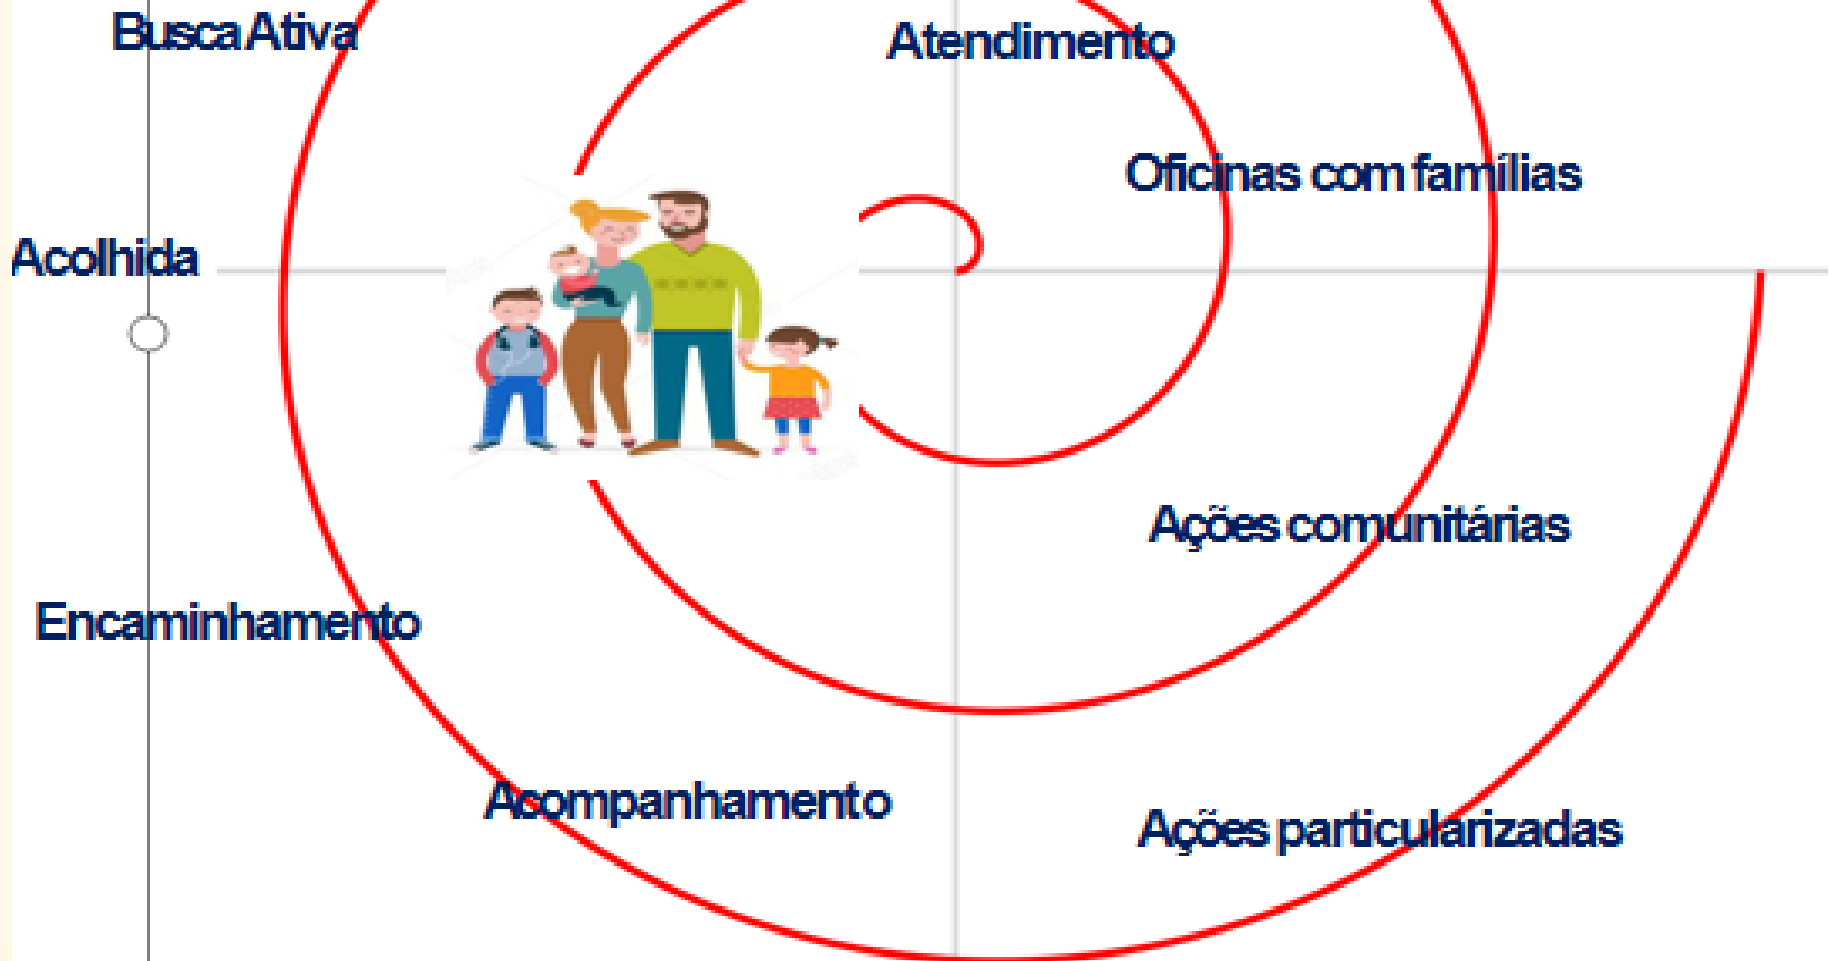 Busca Ativa
Atendimento
Oficinas com famílias
Acolhida
Ações comunitárias
Encaminhamento
Acompanhamento
Ações particularizadas